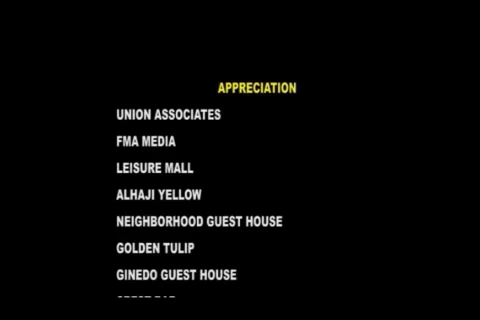 APPRECIATION
UNION ASSOCIATES
FMA MEDIA
LEISURE MALL
ALHAJI YELLOW
NEIGHBORHOOD GUEST HOUSE
GOLDEN TULIP
GINEDO GUEST HOUSE